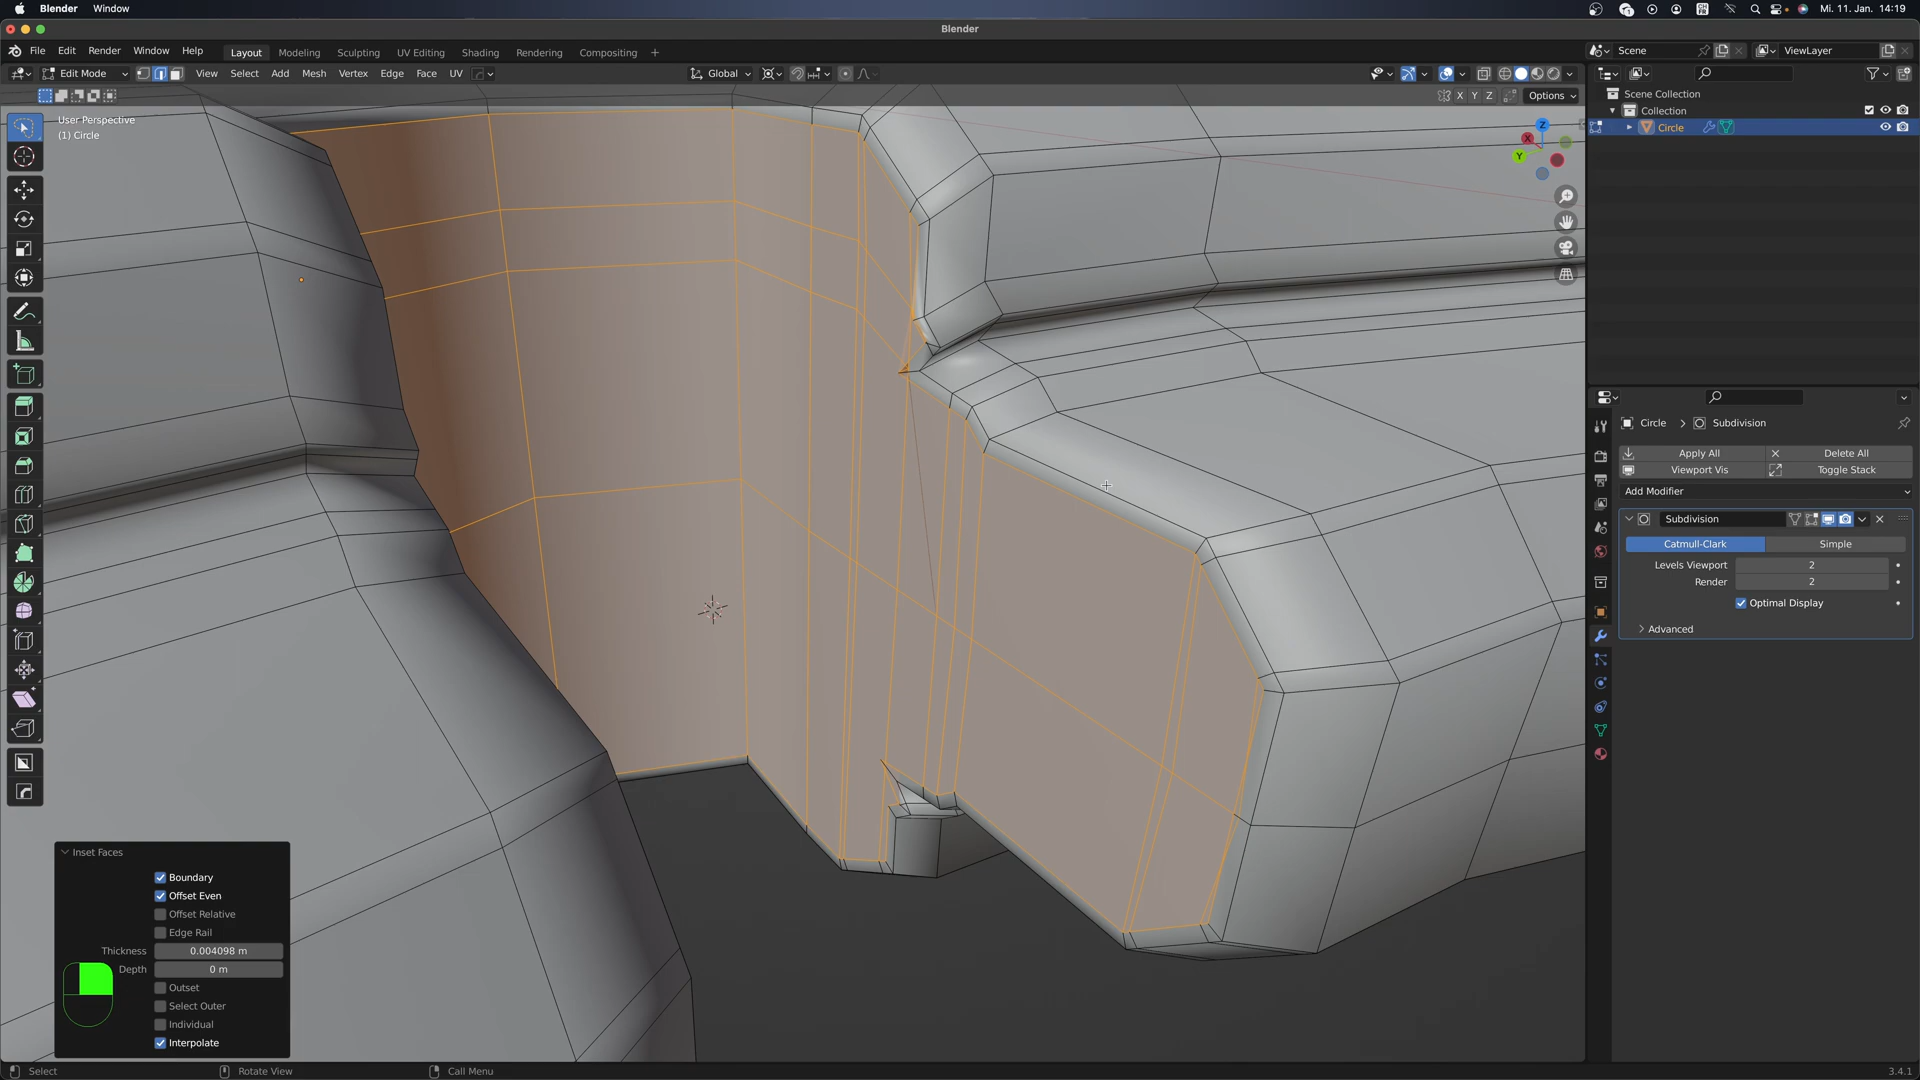 Blender Window
CH FR
Mi. 11. Jan. 14:19
Blender
File Edit Render Window Help
Layout Modeling Sculpting UV Editing Shading Rendering Compositing +
Scene ViewLayer
Edit Mode View Select Add Mesh Vertex Edge Face UV
Global
X Y Z Options
User Perspective
(1) Circle
Z
X
Y
Scene Collection
Collection
Circle
Circle > Subdivision
Apply All Delete All
Viewport Vis Toggle Stack
Add Modifier
Subdivision
Catmull-Clark Simple
Levels Viewport 2
Render 2
Optimal Display
Advanced
Inset Faces
Boundary
Offset Even
Offset Relative
Edge Rail
Thickness 0.004098 m
Depth 0 m
Outset
Select Outer
Individual
Interpolate
Select Rotate View Call Menu
3.4.1